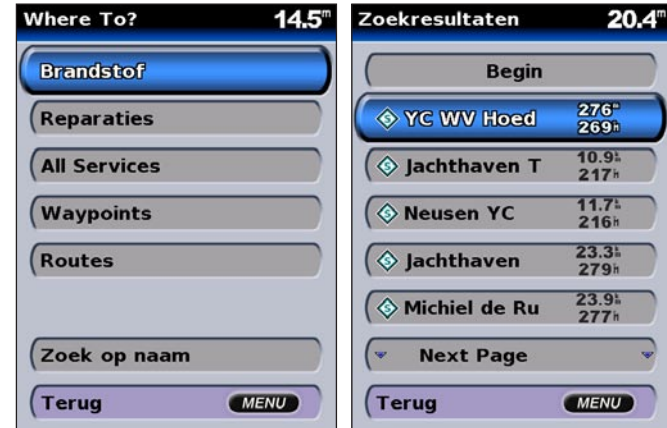 Where To? 14.5m
Brandstof
Reparaties
All Services
Waypoints
Routes
Zoek op naam
Terug MENU
Zoekresultaten 20.4m
Begin
S YC WV Hoed 276m
269
S Jachthaven T 10.9
217
S Neusen YC 11.7
216
S Jachthaven 23.3
279
S Michiel de Ru 23.9
277
Next Page
Terug MENU